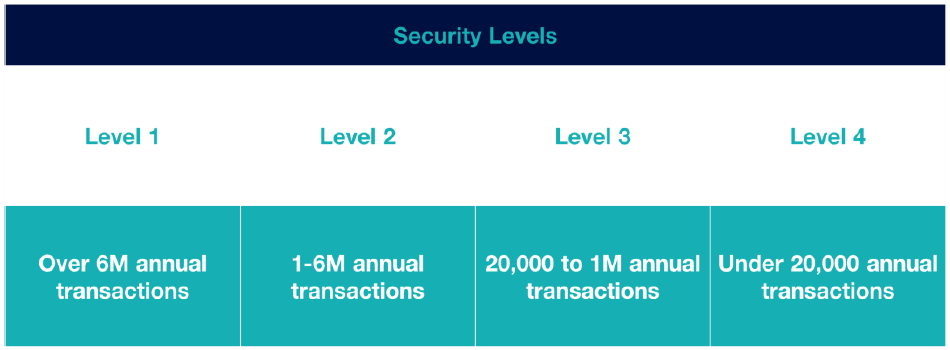 Security Levels
Level 1
Level 2
Level 3
Level 4
Over 6M annual
transactions
1-6M annual
transactions
20,000 to 1M annual
transactions
Under 20,000 annual
transactions